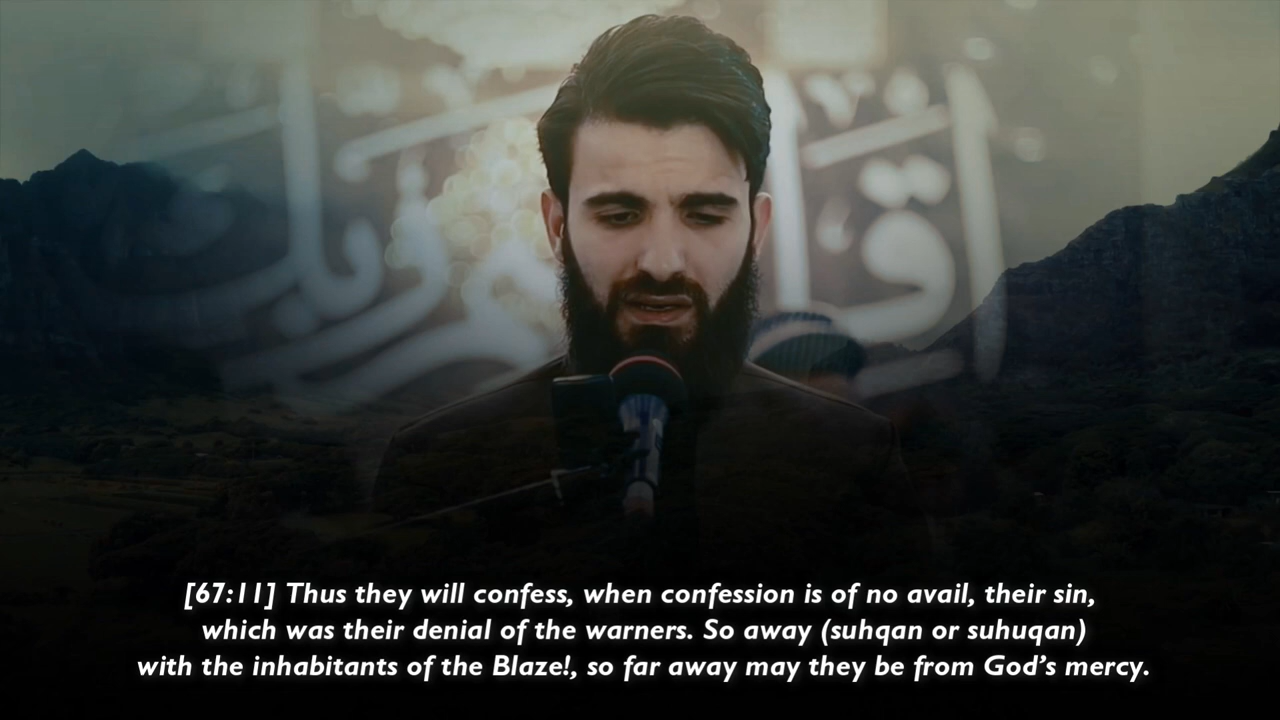 [67:11] Thus they will confess, when confession is of no avail, their sin,
which was their denial of the warners. So away (suhqan or suhuqan)
with the inhabitants of the Blaze!, so far away may they be from God’s mercy.